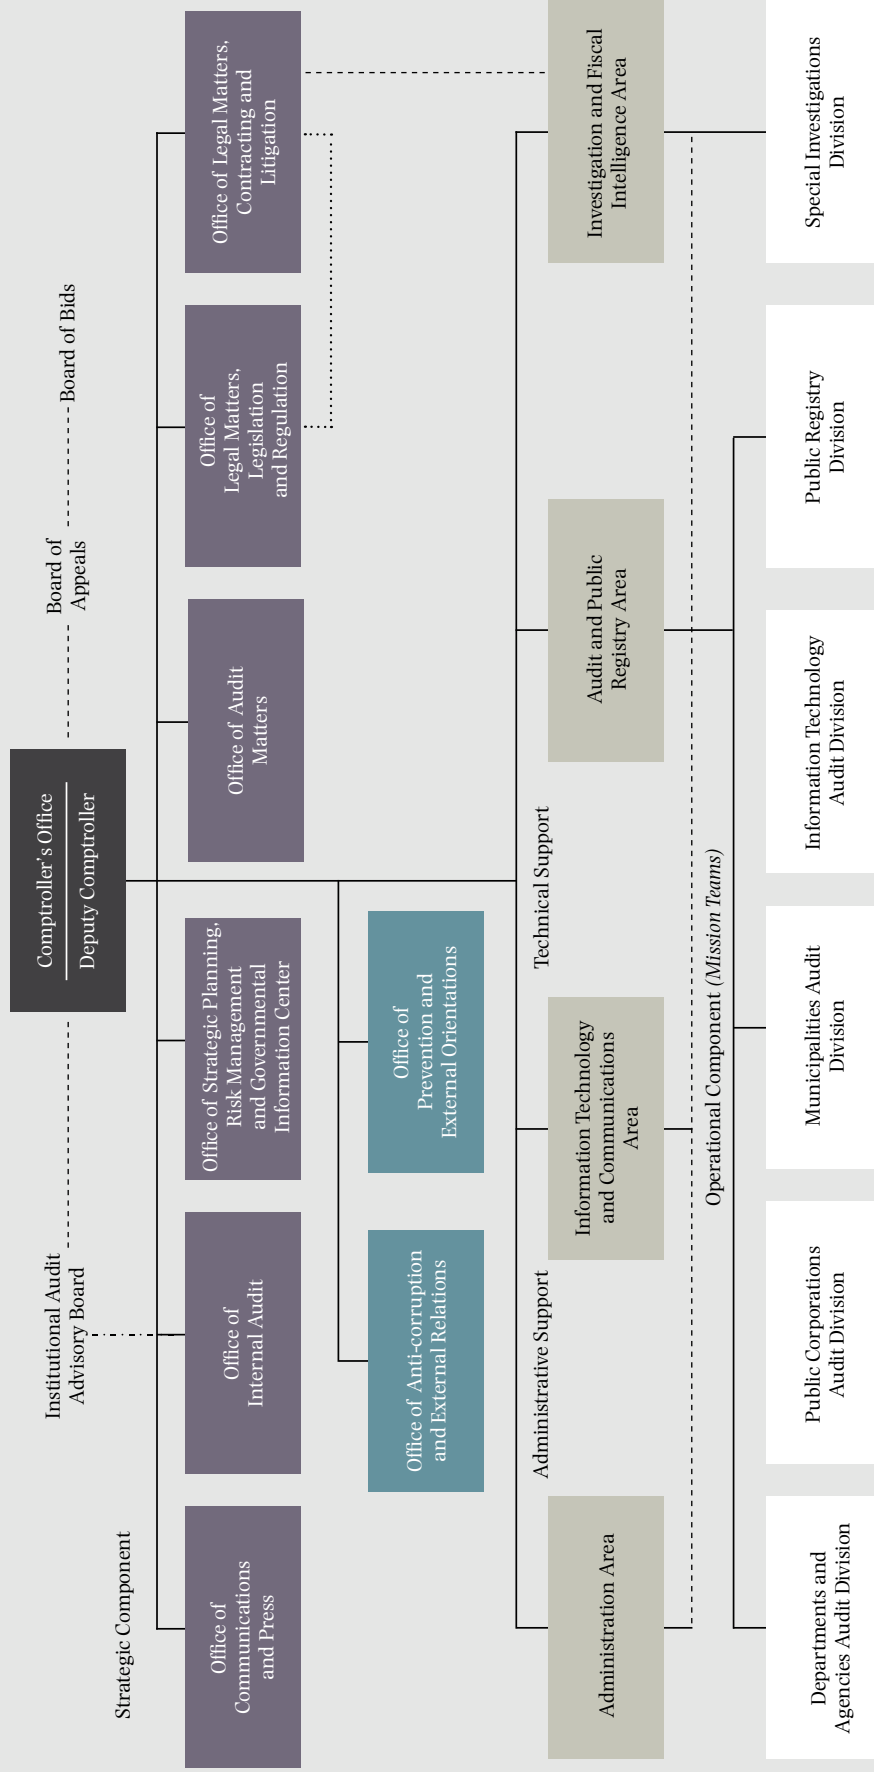 Comptroller's Office
Deputy Comptroller
Institutional Audit
Advisory Board
Board of
Appeals
Board of Bids
Strategic Component
Office of
Communications
and Press
Office of
Internal Audit
Office of Strategic Planning,
Risk Management
and Governmental
Information Center
Office of Audit
Matters
Office of
Legal Matters,
Legislation
and Regulation
Office of Legal Matters,
Contracting and
Litigation
Office of Anti-corruption
and External Relations
Office of
Prevention and
External Orientations
Administrative Support
Technical Support
Administration Area
Information Technology
and Communications
Area
Audit and Public
Registry Area
Investigation and Fiscal
Intelligence Area
Operational Component (Mission Teams)
Departments and
Agencies Audit Division
Public Corporations
Audit Division
Municipalities Audit
Division
Information Technology
Audit Division
Public Registry
Division
Special Investigations
Division